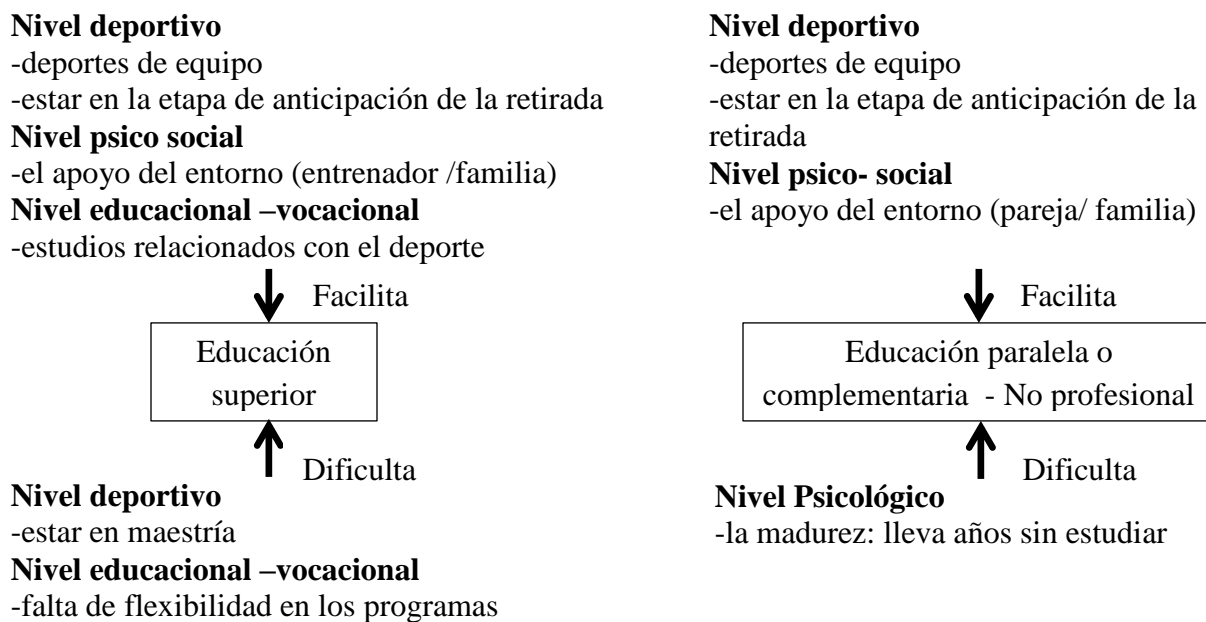 Nivel deportivo
-deportes de equipo
-estar en la etapa de anticipación de la retirada
Nivel psico social
-el apoyo del entorno (entrenador /familia)
Nivel educacional –vocacional
-estudios relacionados con el deporte
Facilita
Educación
superior
Dificulta
Nivel deportivo
-estar en maestría
Nivel educacional –vocacional
-falta de flexibilidad en los programas
Nivel deportivo
-deportes de equipo
-estar en la etapa de anticipación de la
retirada
Nivel psico- social
-el apoyo del entorno (pareja/ familia)
Facilita
Educación paralela o
complementaria - No profesional
Dificulta
Nivel Psicológico
-la madurez: lleva años sin estudiar